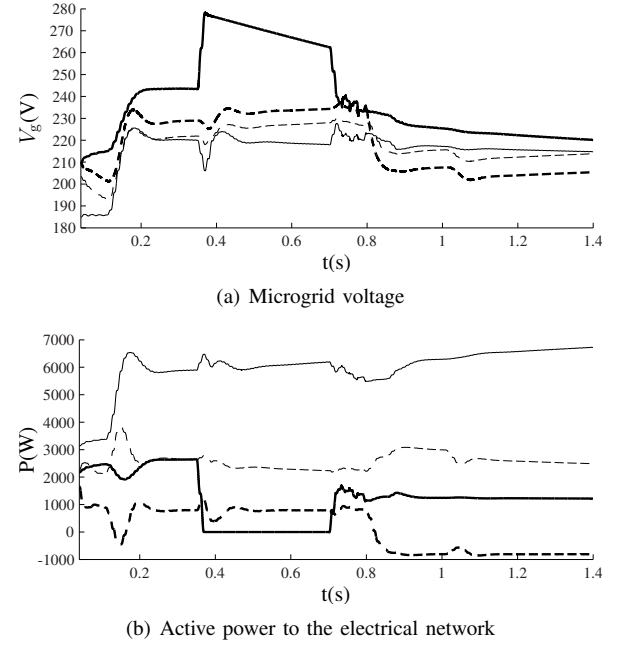 280
270
260
250
240
230
220
210
200
190
180
Vg(V)
0.2 0.4 0.6 0.8 1 1.2 1.4
t(s)
(a) Microgrid voltage
7000
6000
5000
4000
3000
2000
1000
0
-1000
P(W)
0.2 0.4 0.6 0.8 1 1.2 1.4
t(s)
(b) Active power to the electrical network